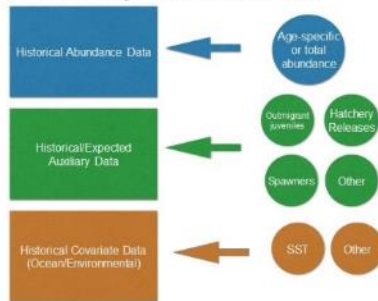 Historical Abundance Data
Age-specific
or total
abundance
Historical/Expected
Auxiliary Data
Outmigrant
juveniles
Hatchery
Releases
Spawners
Other
Historical Covariate Data
(Ocean/Environmental)
SST
Other